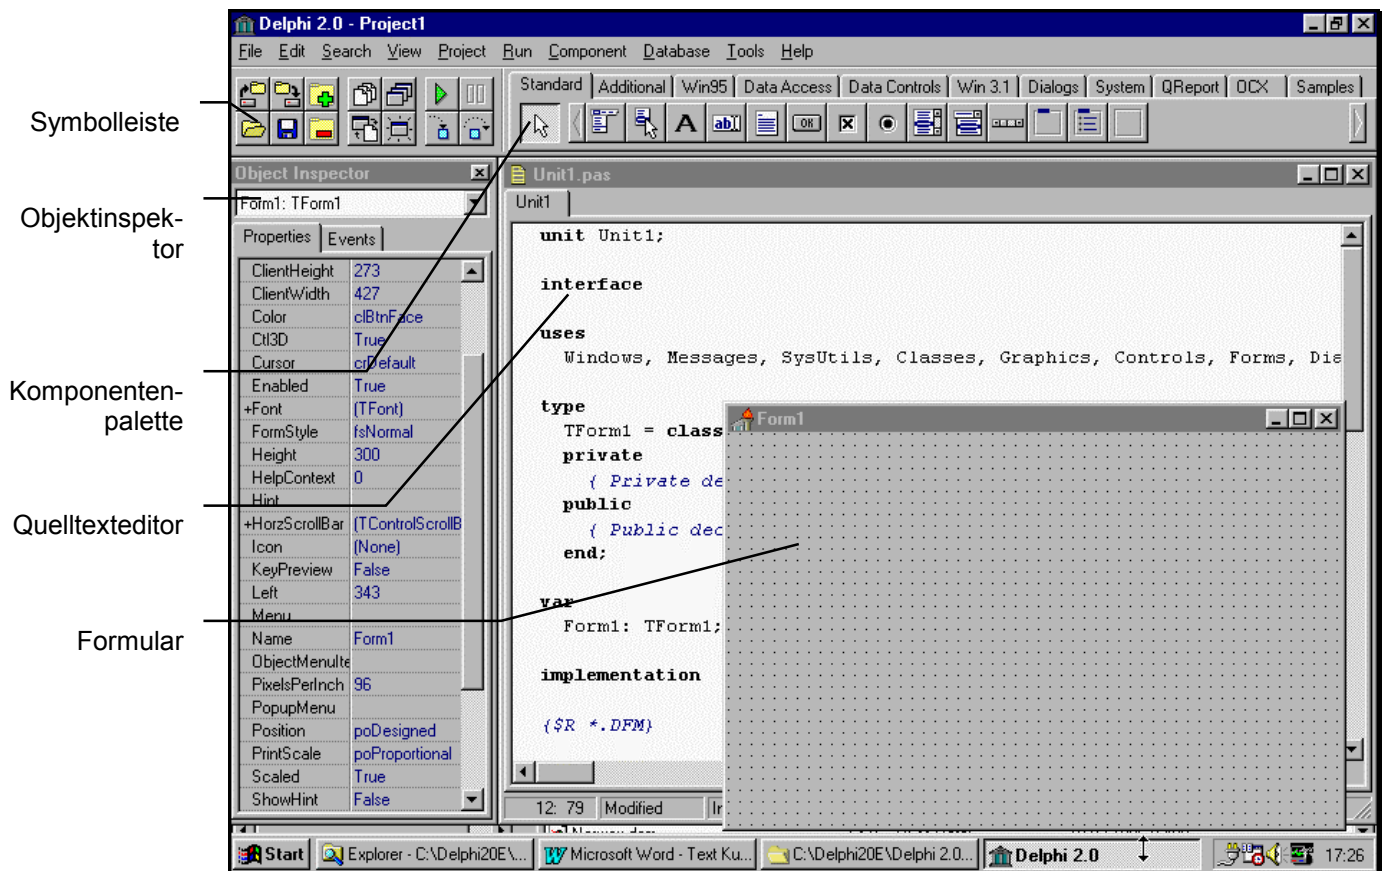 Delphi 2.0 - Project1
File Edit Search View Project Run Component Database Tools Help
Standard Additional Win95 Data Access Data Controls Win 3.1 Dialogs System QReport OCX Samples
Symbolleiste
Object Inspector
Form1: TForm1
Properties Events
Objektinspek-
tor
ClientHeight 273
ClientWidth 427
Color clBtnFace
Ctl3D True
Cursor crDefault
Enabled True
+Font (TFont)
FormStyle fsNormal
Height 300
HelpContext 0
Hint
+HorzScrollBar (TControlScrollB
Icon (None)
KeyPreview False
Left 343
Menu
Name Form1
ObjectMenuIte
PixelsPerInch 96
PopupMenu
Position poDesigned
PrintScale poProportional
Scaled True
ShowHint False
Komponenten-
palette
Quelltexteditor
Formular
Unit1.pas
Unit1
unit Unit1;
interface
uses
Windows, Messages, SysUtils, Classes, Graphics, Controls, Forms, Dia
type
TForm1 = class
private
{ Private de
public
{ Public dec
end;
var
Form1: TForm1;
implementation
{$R *.DFM}
12: 79 Modified
Form1
Start Explorer - C:\Delphi20E\... Microsoft Word - Text Ku... C:\Delphi20E\Delphi 2.0... Delphi 2.0 17:26